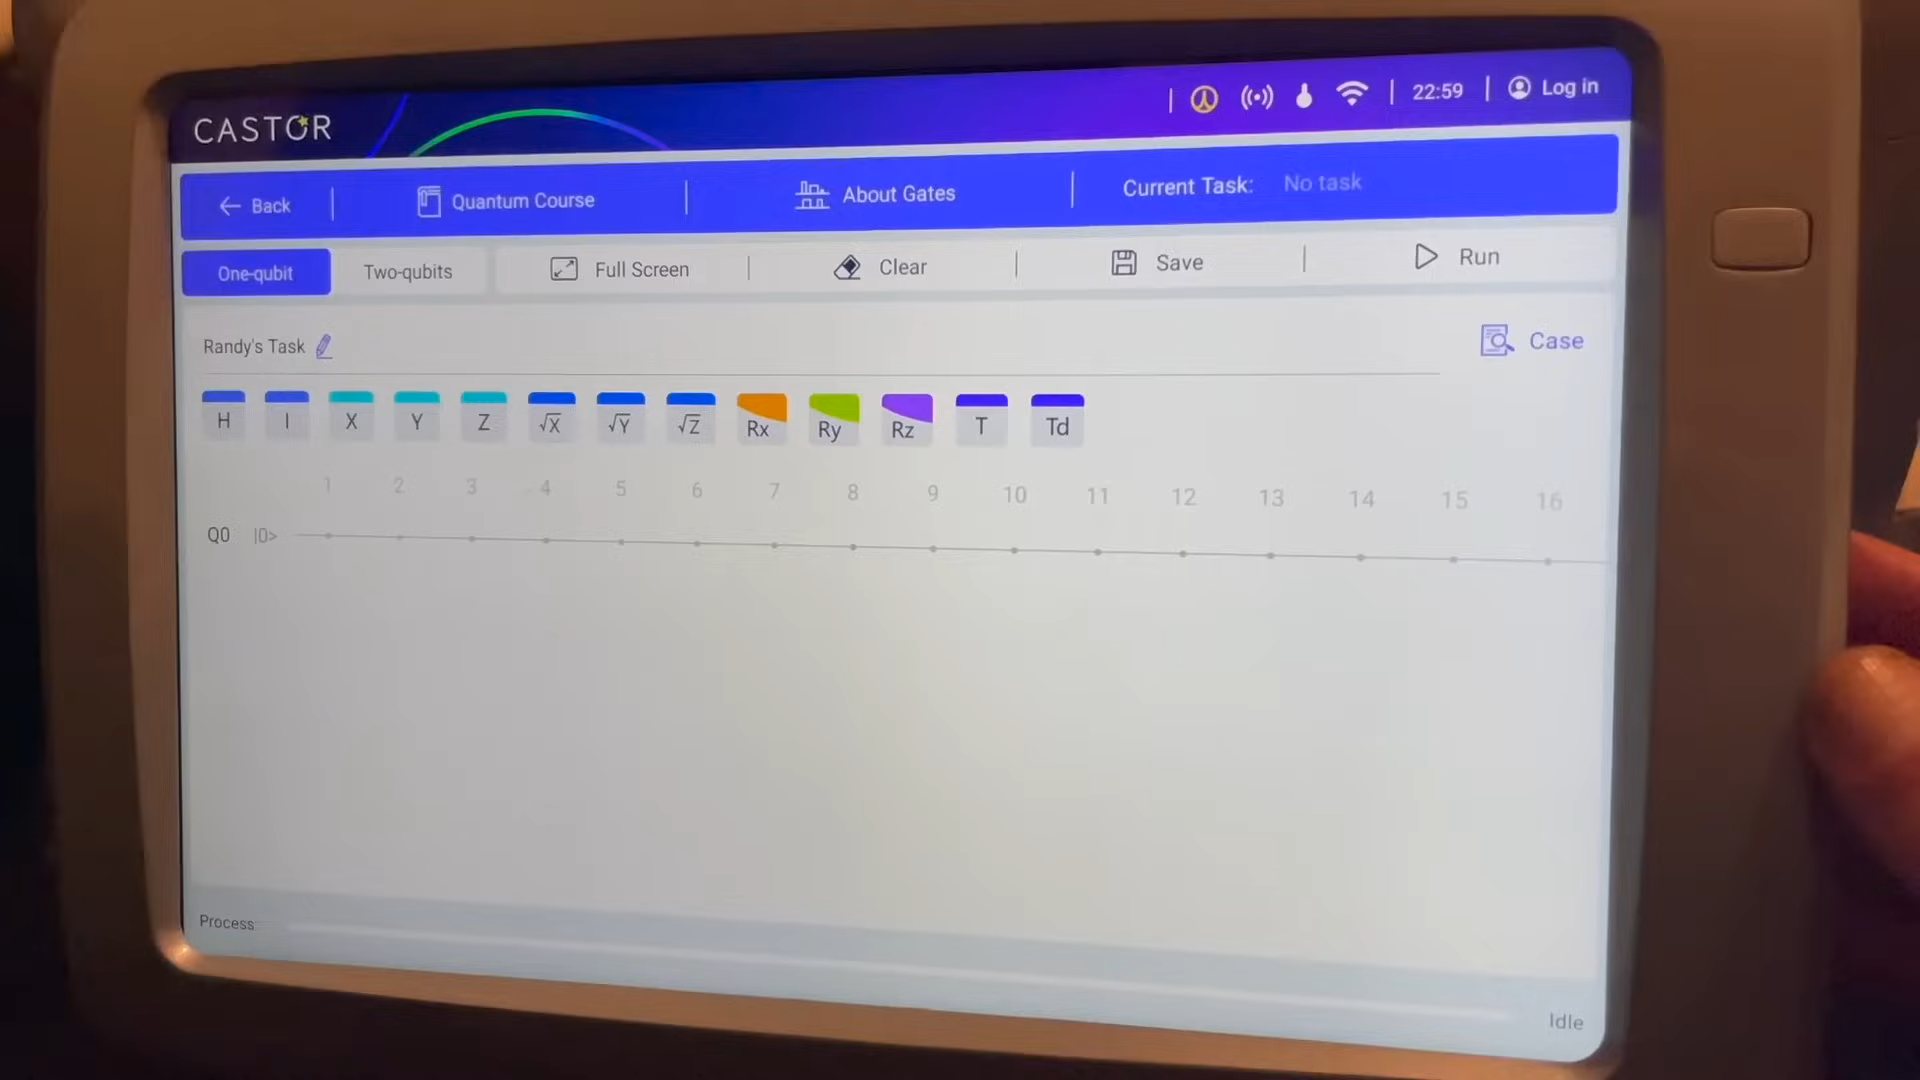 CASTOR
22:59
Log in
Back
Quantum Course
About Gates
Current Task: No task
One-qubit
Two-qubits
Full Screen
Clear
Save
Run
Randy's Task
Case
H I X Y Z √X √Y √Z Rx Ry Rz T Td
1 2 3 4 5 6 7 8 9 10 11 12 13 14 15 16
Q0 |0>
Process
Idle